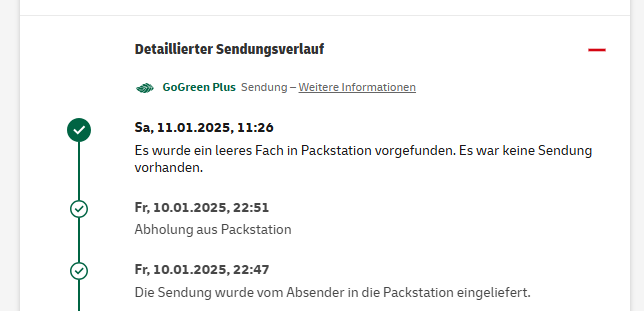 Detaillierter Sendungsverlauf
GoGreen Plus Sendung – Weitere Informationen
Sa, 11.01.2025, 11:26
Es wurde ein leeres Fach in Packstation vorgefunden. Es war keine Sendung
vorhanden.
Fr, 10.01.2025, 22:51
Abholung aus Packstation
Fr, 10.01.2025, 22:47
Die Sendung wurde vom Absender in die Packstation eingeliefert.